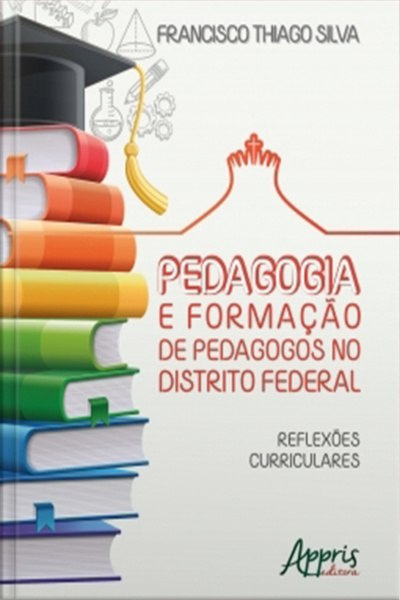 FRANCISCO THIAGO SILVA
PEDAGOGIA
E FORMAÇÃO
DE PEDAGOGOS NO
DISTRITO FEDERAL
REFLEXÕES
CURRICULARES
Appris
editora